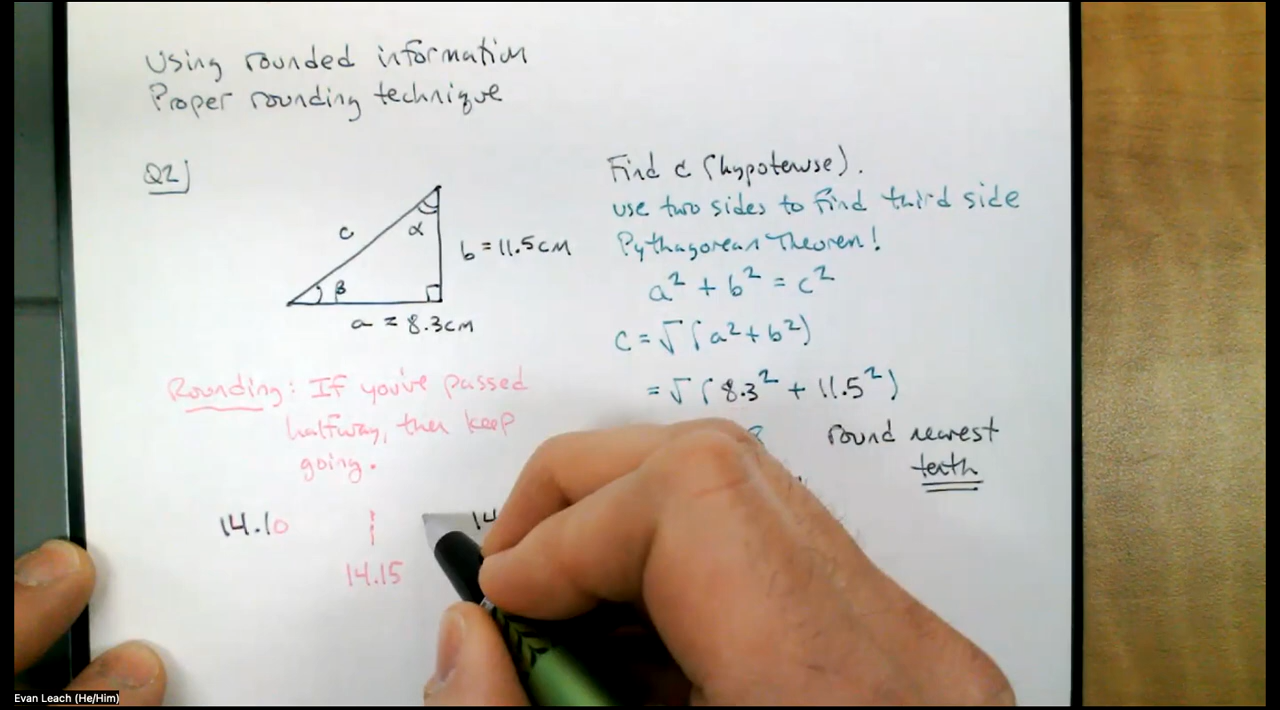 Using rounded information
Proper rounding technique
Q2)
c
α
β
b = 11.5cm
a = 8.3cm
Find c (hypotenuse).
use two sides to find third side
Pythagorean Theorem!
a² + b² = c²
c = √(a² + b²)
= √(8.3² + 11.5²)
8
round nearest
tenth
Rounding: If you've passed
halfway, then keep
going.
14.10
14
14.15
Evan Leach (He/Him)